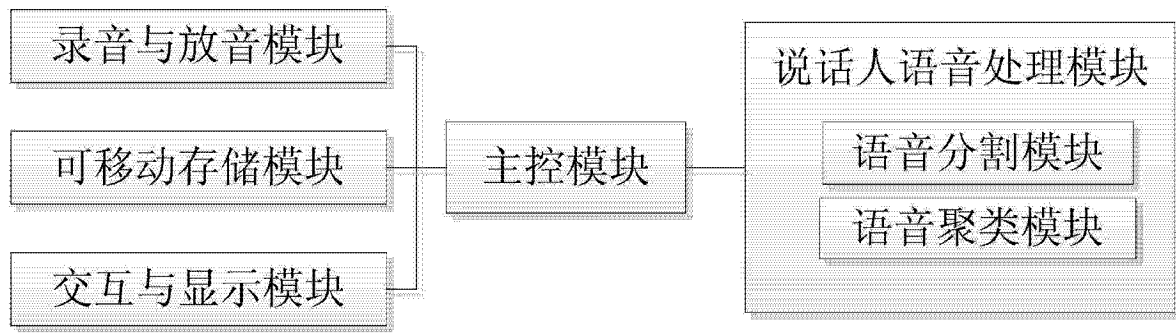 录音与放音模块
可移动存储模块
交互与显示模块
主控模块
说话人语音处理模块
语音分割模块
语音聚类模块